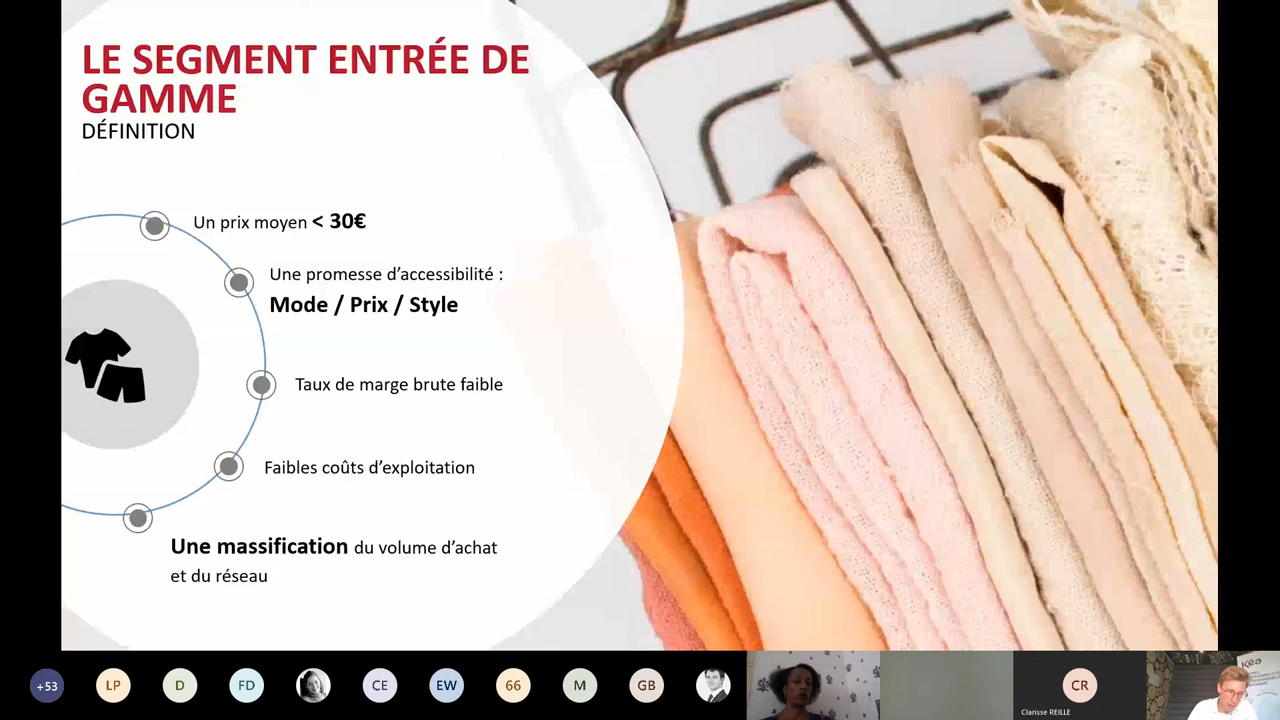 LE SEGMENT ENTRÉE DE
GAMME
DÉFINITION
Un prix moyen < 30€
Une promesse d'accessibilité :
Mode / Prix / Style
Taux de marge brute faible
Faibles coûts d'exploitation
Une massification du volume d'achat
et du réseau
+53
LP
D
FD
CE
EW
66
M
GB
CR
Clarisse REILLE
Kéa